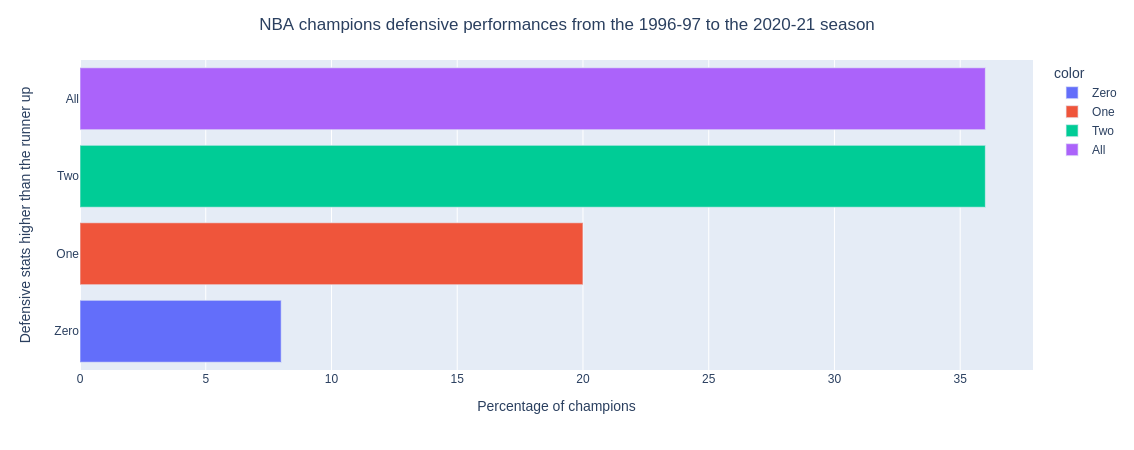 NBA champions defensive performances from the 1996-97 to the 2020-21 season
Defensive stats higher than the runner up
All
Two
One
Zero
0 5 10 15 20 25 30 35
Percentage of champions
color
Zero
One
Two
All